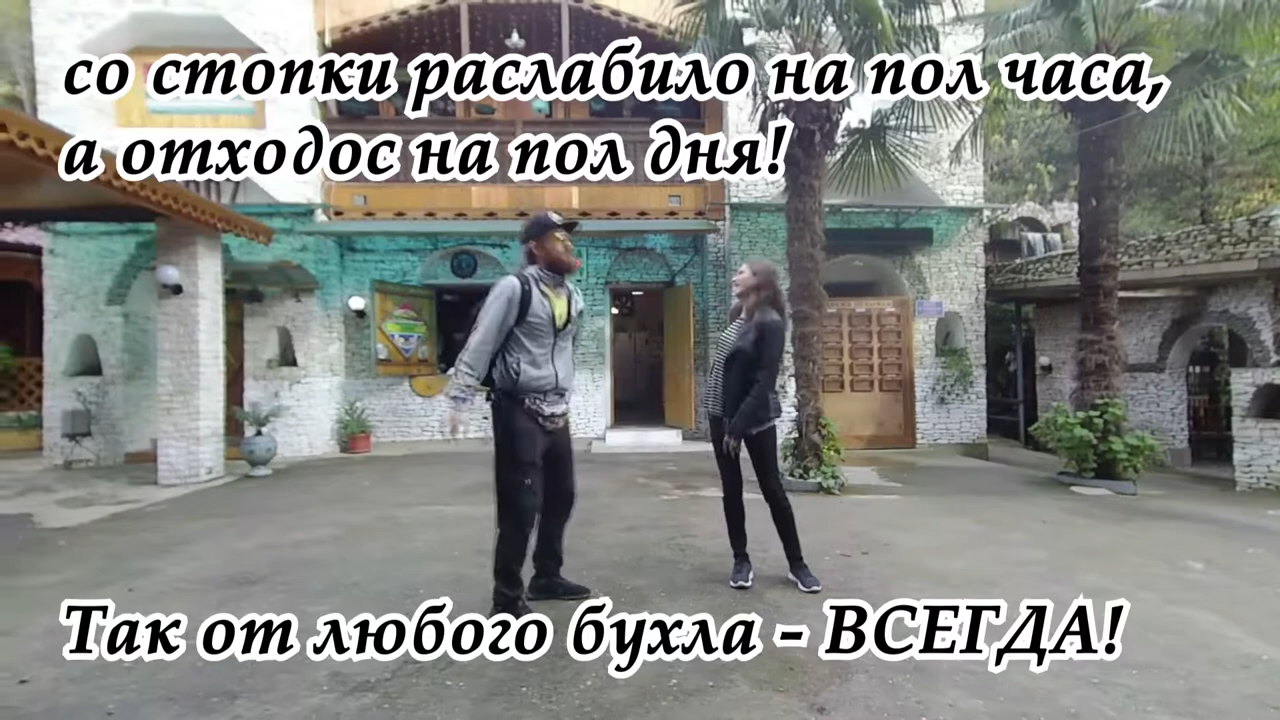 со стопки раслабило на пол часа,
а отходос на пол дня!
Так от любого бухла - ВСЕГДА!